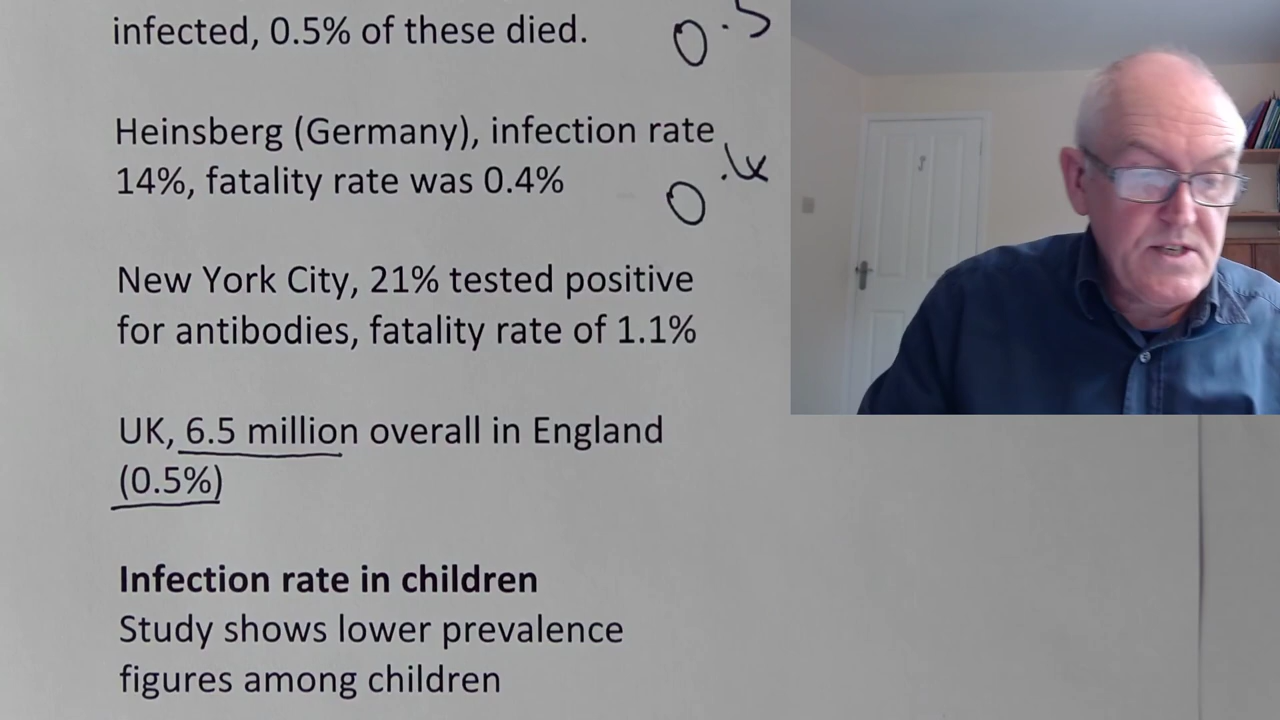 infected, 0.5% of these died.
0.5
Heinsberg (Germany), infection rate
14%, fatality rate was 0.4%
0.4
New York City, 21% tested positive
for antibodies, fatality rate of 1.1%
UK, 6.5 million overall in England
(0.5%)
Infection rate in children
Study shows lower prevalence
figures among children